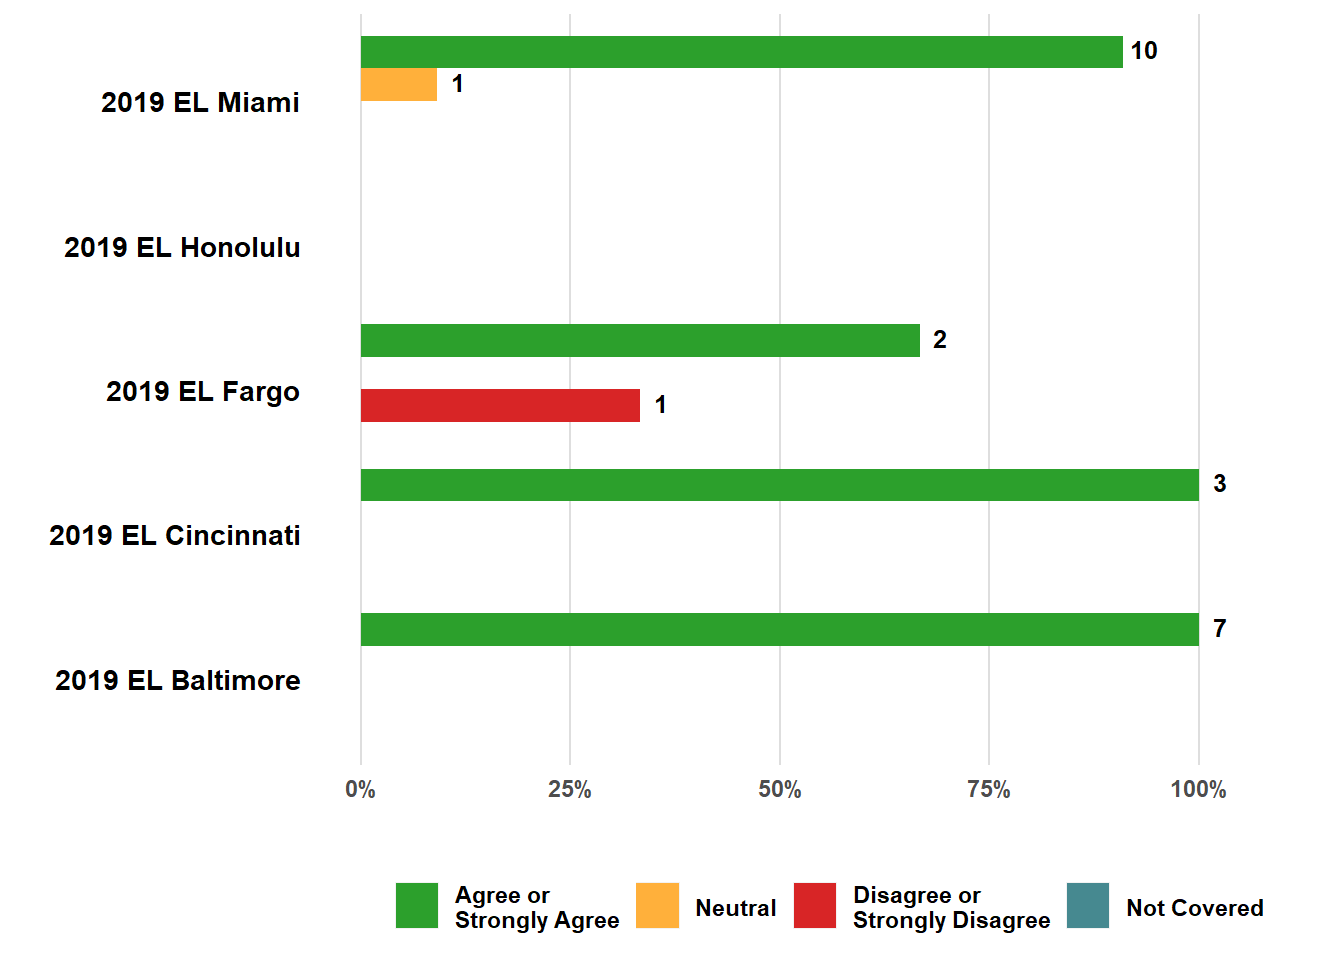 10
1
2019 EL Miami
2019 EL Honolulu
2
2019 EL Fargo
1
3
2019 EL Cincinnati
7
2019 EL Baltimore
0% 25% 50% 75% 100%
Agree or
Strongly Agree
Neutral
Disagree or
Strongly Disagree
Not Covered